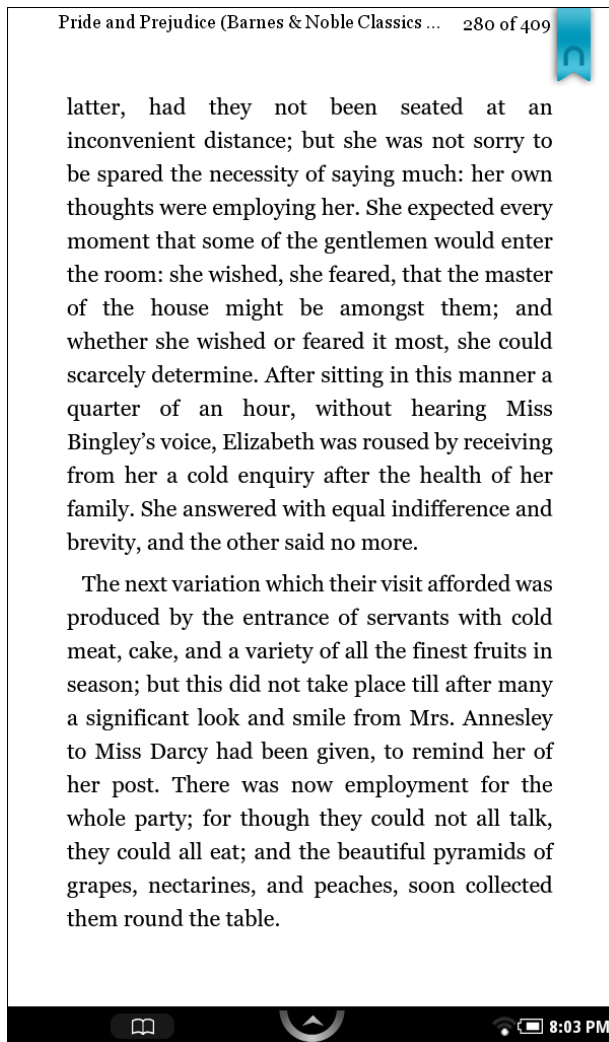 Pride and Prejudice (Barnes & Noble Classics ... 280 of 409
latter, had they not been seated at an
inconvenient distance; but she was not sorry to
be spared the necessity of saying much: her own
thoughts were employing her. She expected every
moment that some of the gentlemen would enter
the room: she wished, she feared, that the master
of the house might be amongst them; and
whether she wished or feared it most, she could
scarcely determine. After sitting in this manner a
quarter of an hour, without hearing Miss
Bingley’s voice, Elizabeth was roused by receiving
from her a cold enquiry after the health of her
family. She answered with equal indifference and
brevity, and the other said no more.
The next variation which their visit afforded was
produced by the entrance of servants with cold
meat, cake, and a variety of all the finest fruits in
season; but this did not take place till after many
a significant look and smile from Mrs. Annesley
to Miss Darcy had been given, to remind her of
her post. There was now employment for the
whole party; for though they could not all talk,
they could all eat; and the beautiful pyramids of
grapes, nectarines, and peaches, soon collected
them round the table.
8:03 PM